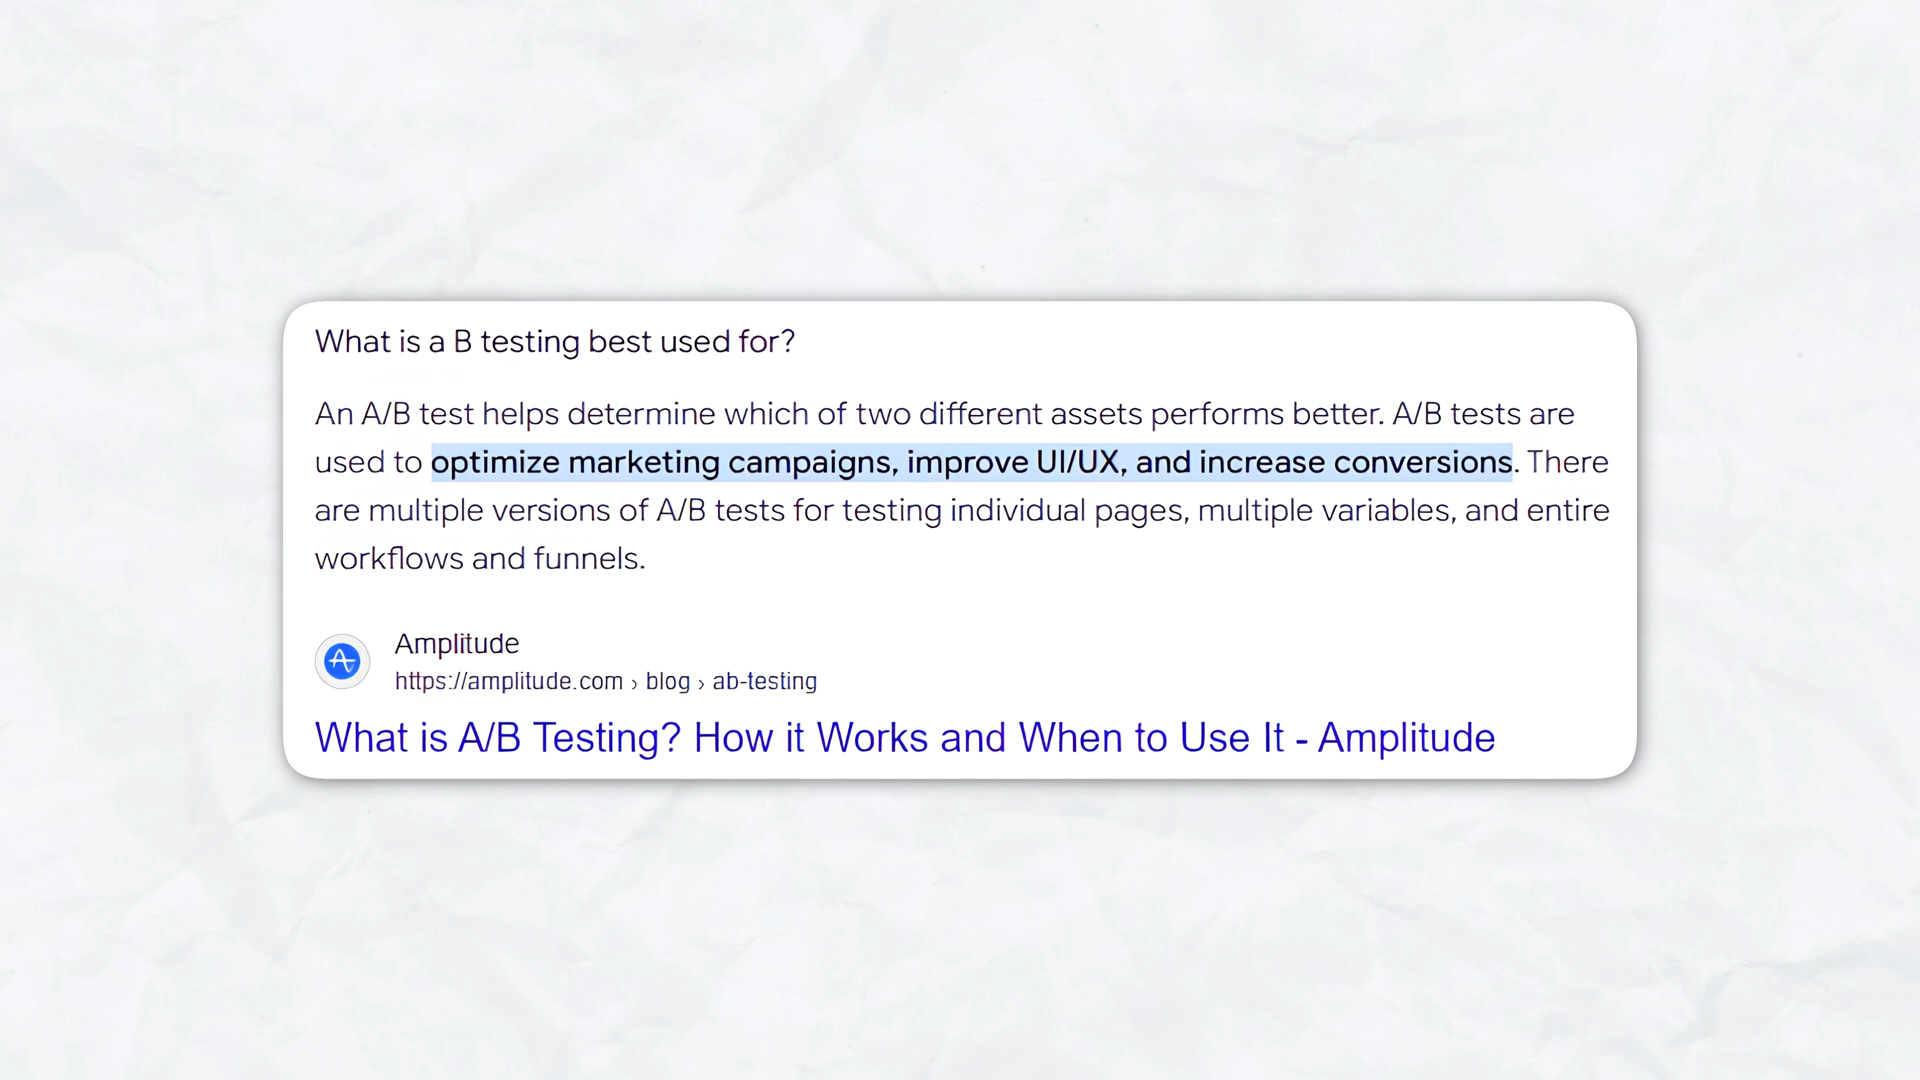 What is a B testing best used for?
An A/B test helps determine which of two different assets performs better. A/B tests are
used to optimize marketing campaigns, improve UI/UX, and increase conversions. There
are multiple versions of A/B tests for testing individual pages, multiple variables, and entire
workflows and funnels.
Amplitude
https://amplitude.com › blog › ab-testing
What is A/B Testing? How it Works and When to Use It - Amplitude